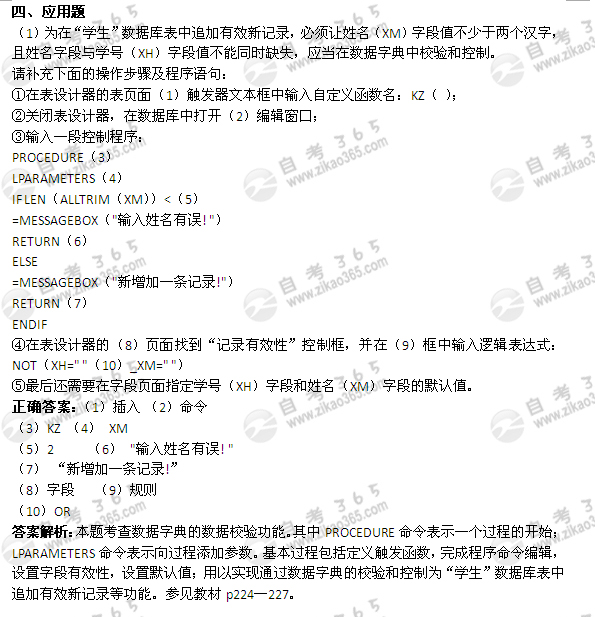 四、应用题
（1）为在“学生”数据库表中追加有效新记录，必须让姓名（XM）字段值不少于两个汉字，
且姓名字段与学号（XH）字段值不能同时缺失，应当在数据字典中校验和控制。
请补充下面的操作步骤及程序语句：
①在表设计器的表页面（1）触发器文本框中输入自定义函数名：KZ（ ）；
②关闭表设计器，在数据库中打开（2）编辑窗口；
③输入一段控制程序；
PROCEDURE（3）
LPARAMETERS（4）
IFLEN（ALLTRIM（XM））<（5）
=MESSAGEBOX（"输入姓名有误!"）
RETURN（6）
ELSE
=MESSAGEBOX（"新增加一条记录!"）
RETURN（7）
ENDIF
④在表设计器的（8）页面找到“记录有效性”控制框，并在（9）框中输入逻辑表达式：
NOT（XH=" "（10）_XM=" "）
⑤最后还需要在字段页面指定学号（XH）字段和姓名（XM）字段的默认值。
正确答案：（1）插入 （2）命令
（3）KZ （4） XM
（5）2 （6） "输入姓名有误! "
（7） “新增加一条记录!”
（8）字段 （9）规则
（10）OR
答案解析：本题考查数据字典的数据校验功能。其中 PROCEDURE 命令表示一个过程的开始；
LPARAMETERS 命令表示向过程添加参数。基本过程包括定义触发函数，完成程序命令编辑，
设置字段有效性，设置默认值；用以实现通过数据字典的校验和控制为“学生”数据库表中
追加有效新记录等功能。参见教材 p224—227。
自考365
www.zikao365.com